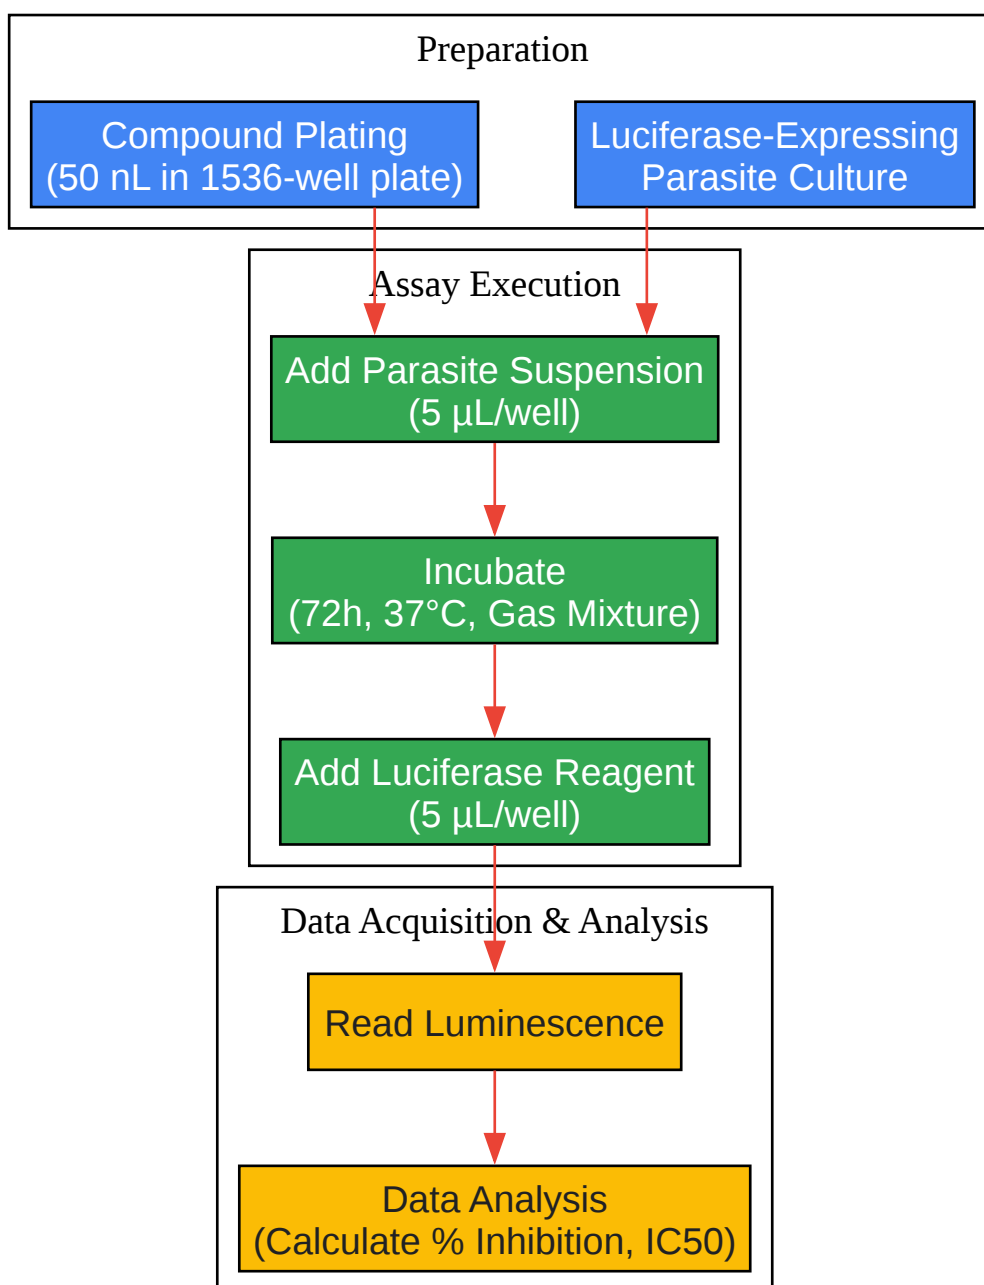 Preparation
Compound Plating
(50 nL in 1536-well plate)
Luciferase-Expressing
Parasite Culture
Assay Execution
Add Parasite Suspension
(5 µL/well)
Incubate
(72h, 37°C, Gas Mixture)
Add Luciferase Reagent
(5 µL/well)
Data Acquisition & Analysis
Read Luminescence
Data Analysis
(Calculate % Inhibition, IC50)